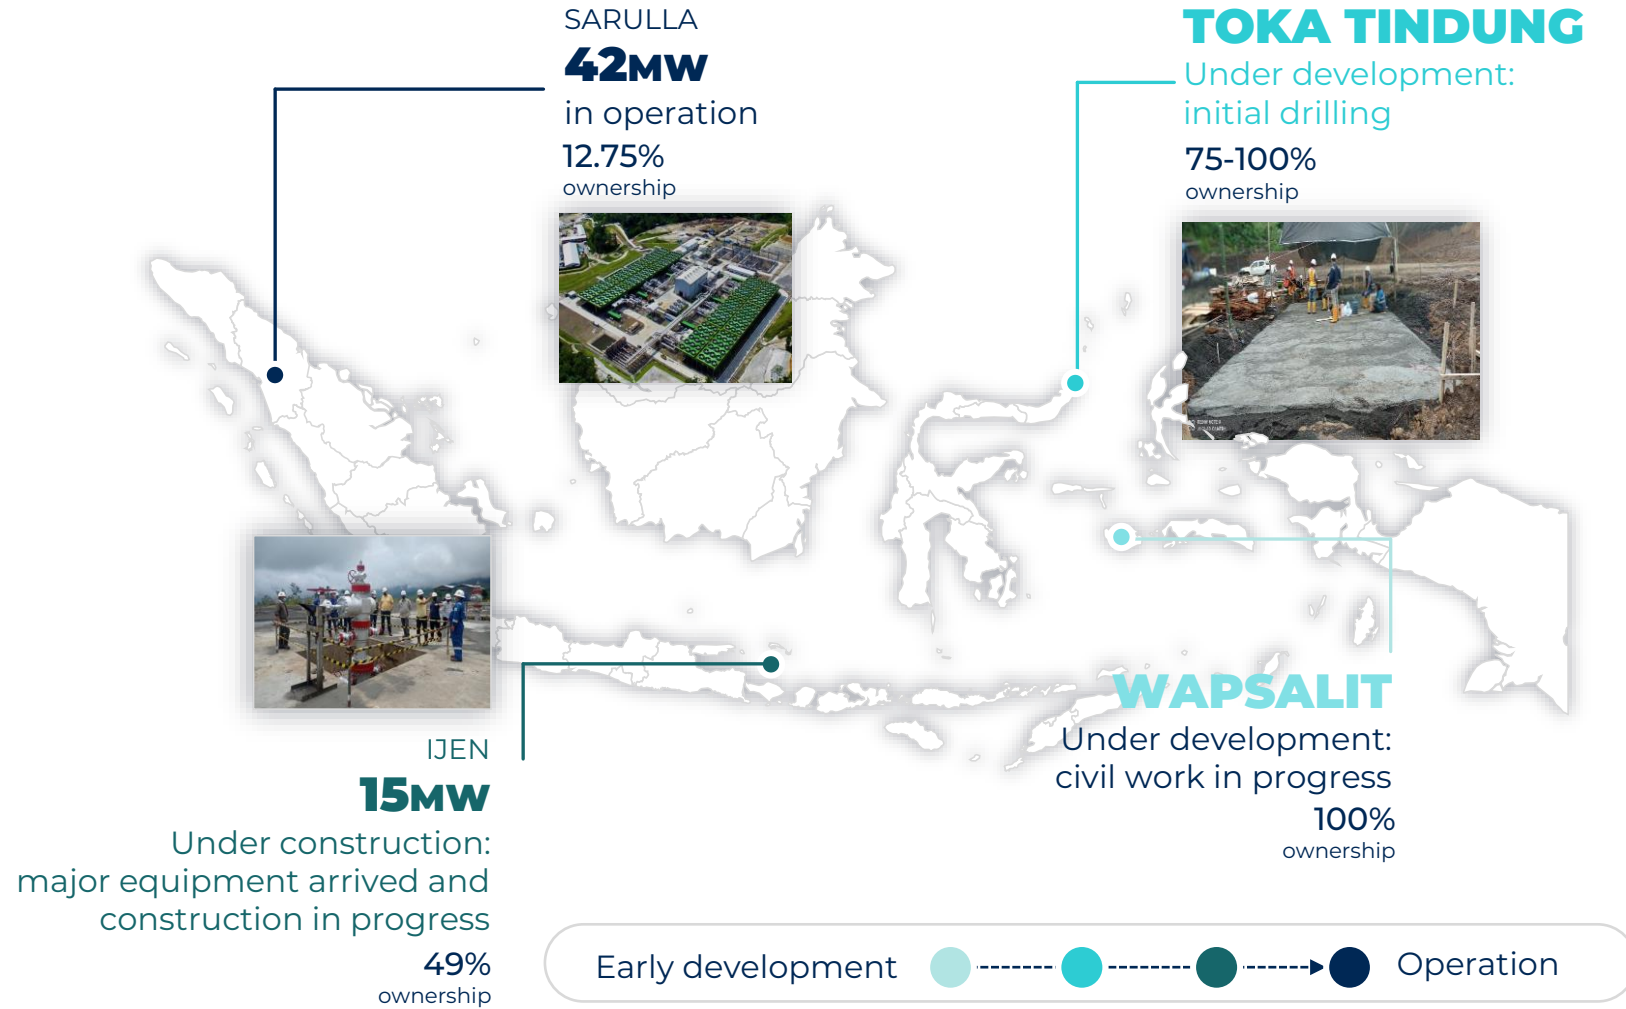 SARULLA
42MW
in operation
12.75%
ownership
TOKA TINDUNG
Under development:
initial drilling
75-100%
ownership
IJEN
15MW
Under construction:
major equipment arrived and
construction in progress
49%
ownership
WAPSALIT
Under development:
civil work in progress
100%
ownership
Early development
Operation